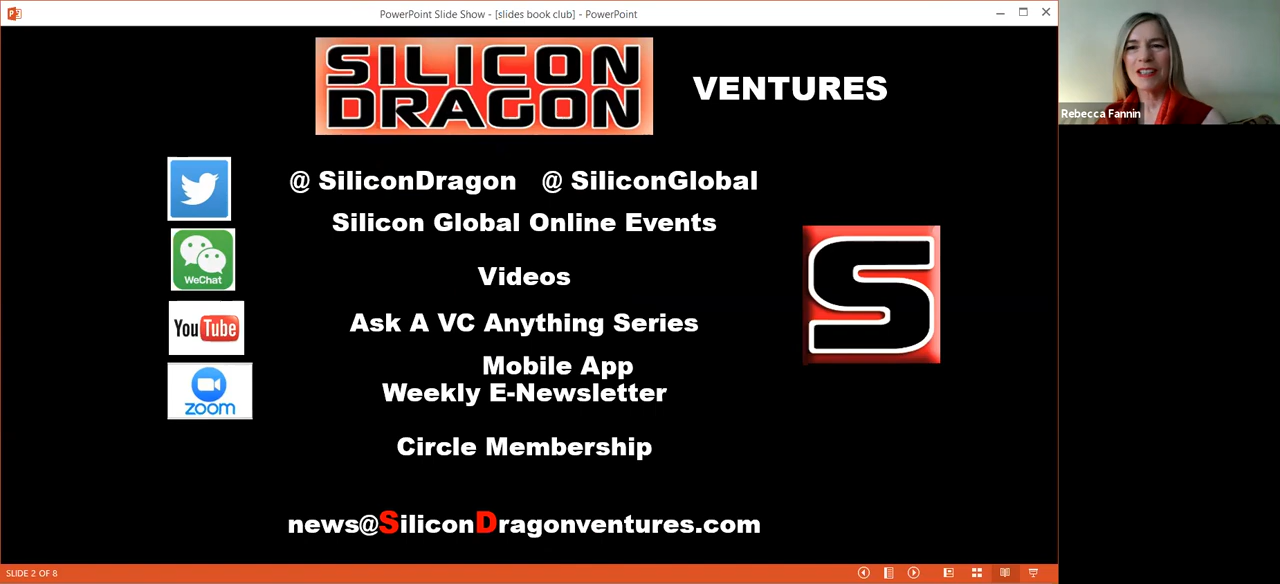 PowerPoint Slide Show - [slides book club] - PowerPoint
Rebecca Fannin
SILICON
DRAGON
VENTURES
@ SiliconDragon @ SiliconGlobal
Silicon Global Online Events
WeChat
Videos
YouTube
Ask A VC Anything Series
Mobile App
zoom
Weekly E-Newsletter
Circle Membership
S
news@SiliconDragonventures.com
SLIDE 2 OF 8